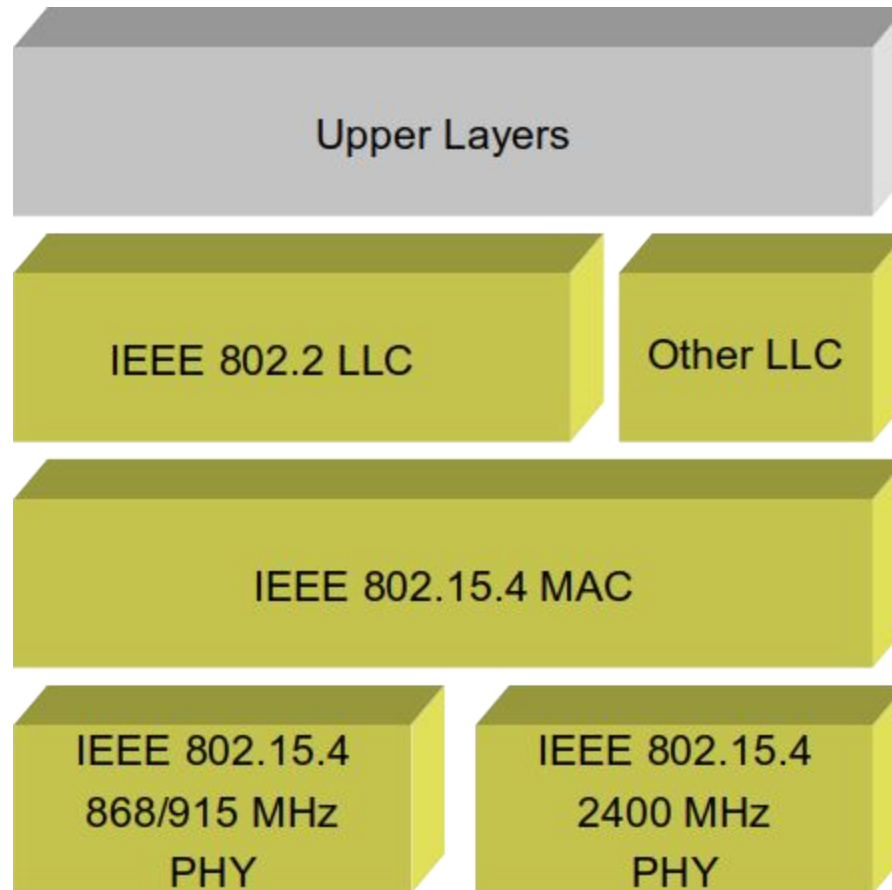 Upper Layers
IEEE 802.2 LLC
Other LLC
IEEE 802.15.4 MAC
IEEE 802.15.4
868/915 MHz
PHY
IEEE 802.15.4
2400 MHz
PHY